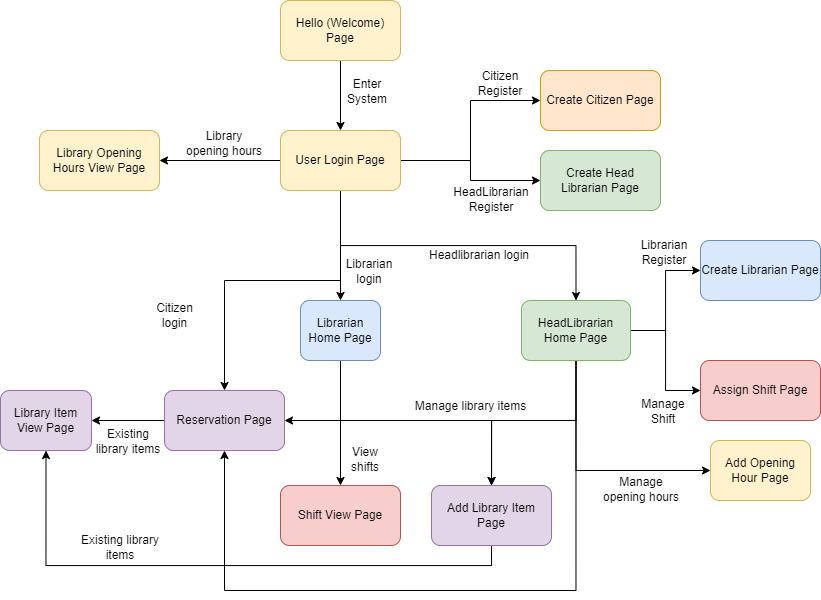 Hello (Welcome)
Page
Enter
System
Citizen
Register
Create Citizen Page
Library
opening hours
Library Opening
Hours View Page
User Login Page
Create Head
Librarian Page
HeadLibrarian
Register
Headlibrarian login
Librarian
login
Librarian
Register
Create Librarian Page
Citizen
login
Librarian
Home Page
HeadLibrarian
Home Page
Assign Shift Page
Manage
Shift
Library Item
View Page
Existing
library items
Reservation Page
Manage library items
View
shifts
Add Opening
Hour Page
Manage
opening hours
Shift View Page
Add Library Item
Page
Existing library
items